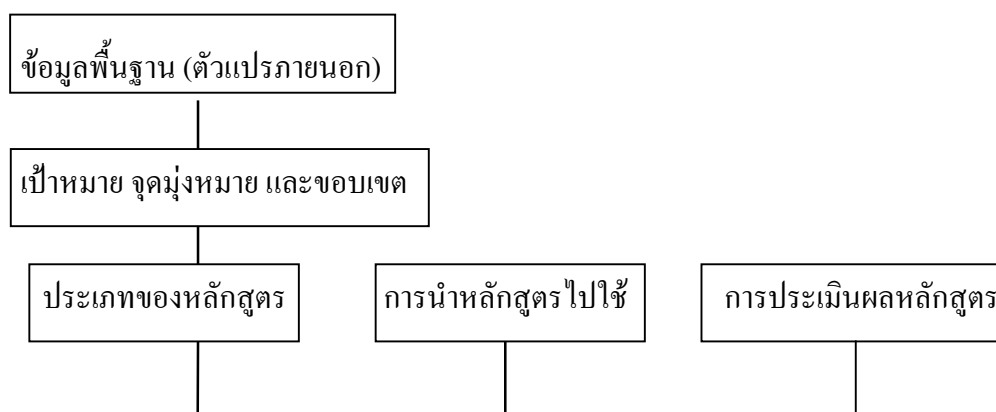 ข้อมูลพื้นฐาน (ตัวแปรภายนอก)
เป้าหมาย จุดมุ่งหมาย และขอบเขต
ประเภทของหลักสูตร
การนำหลักสูตรไปใช้
การประเมินผลหลักสูตร